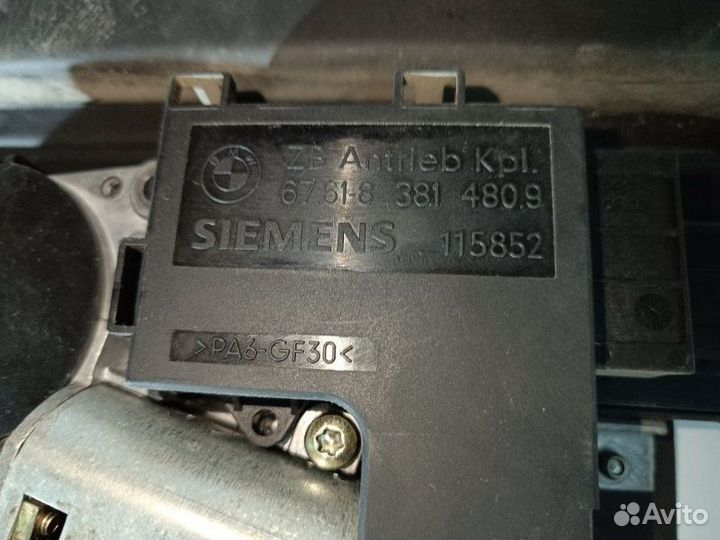 ZB Antrieb Kpl.
67.61-8 381 480.9
SIEMENS 115852
>PA6-GF30<
Avito